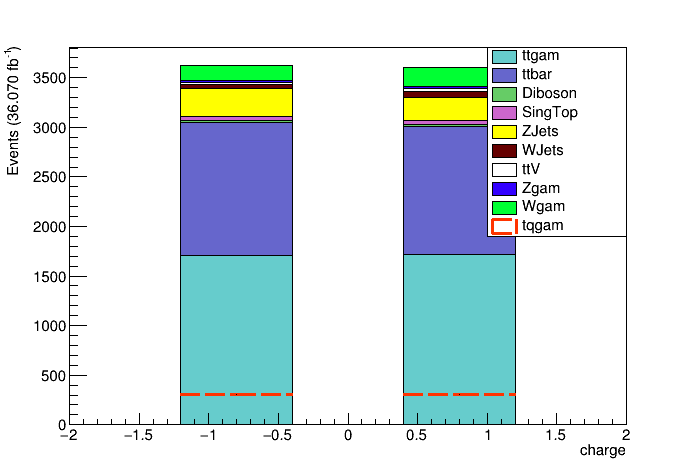 Events (36.070 fb⁻¹)
3500
3000
2500
2000
1500
1000
500
0
−2
−1.5
−1
−0.5
0
0.5
1
1.5
2
charge
ttgam
ttbar
Diboson
SingTop
ZJets
WJets
ttV
Zgam
Wgam
tqgam